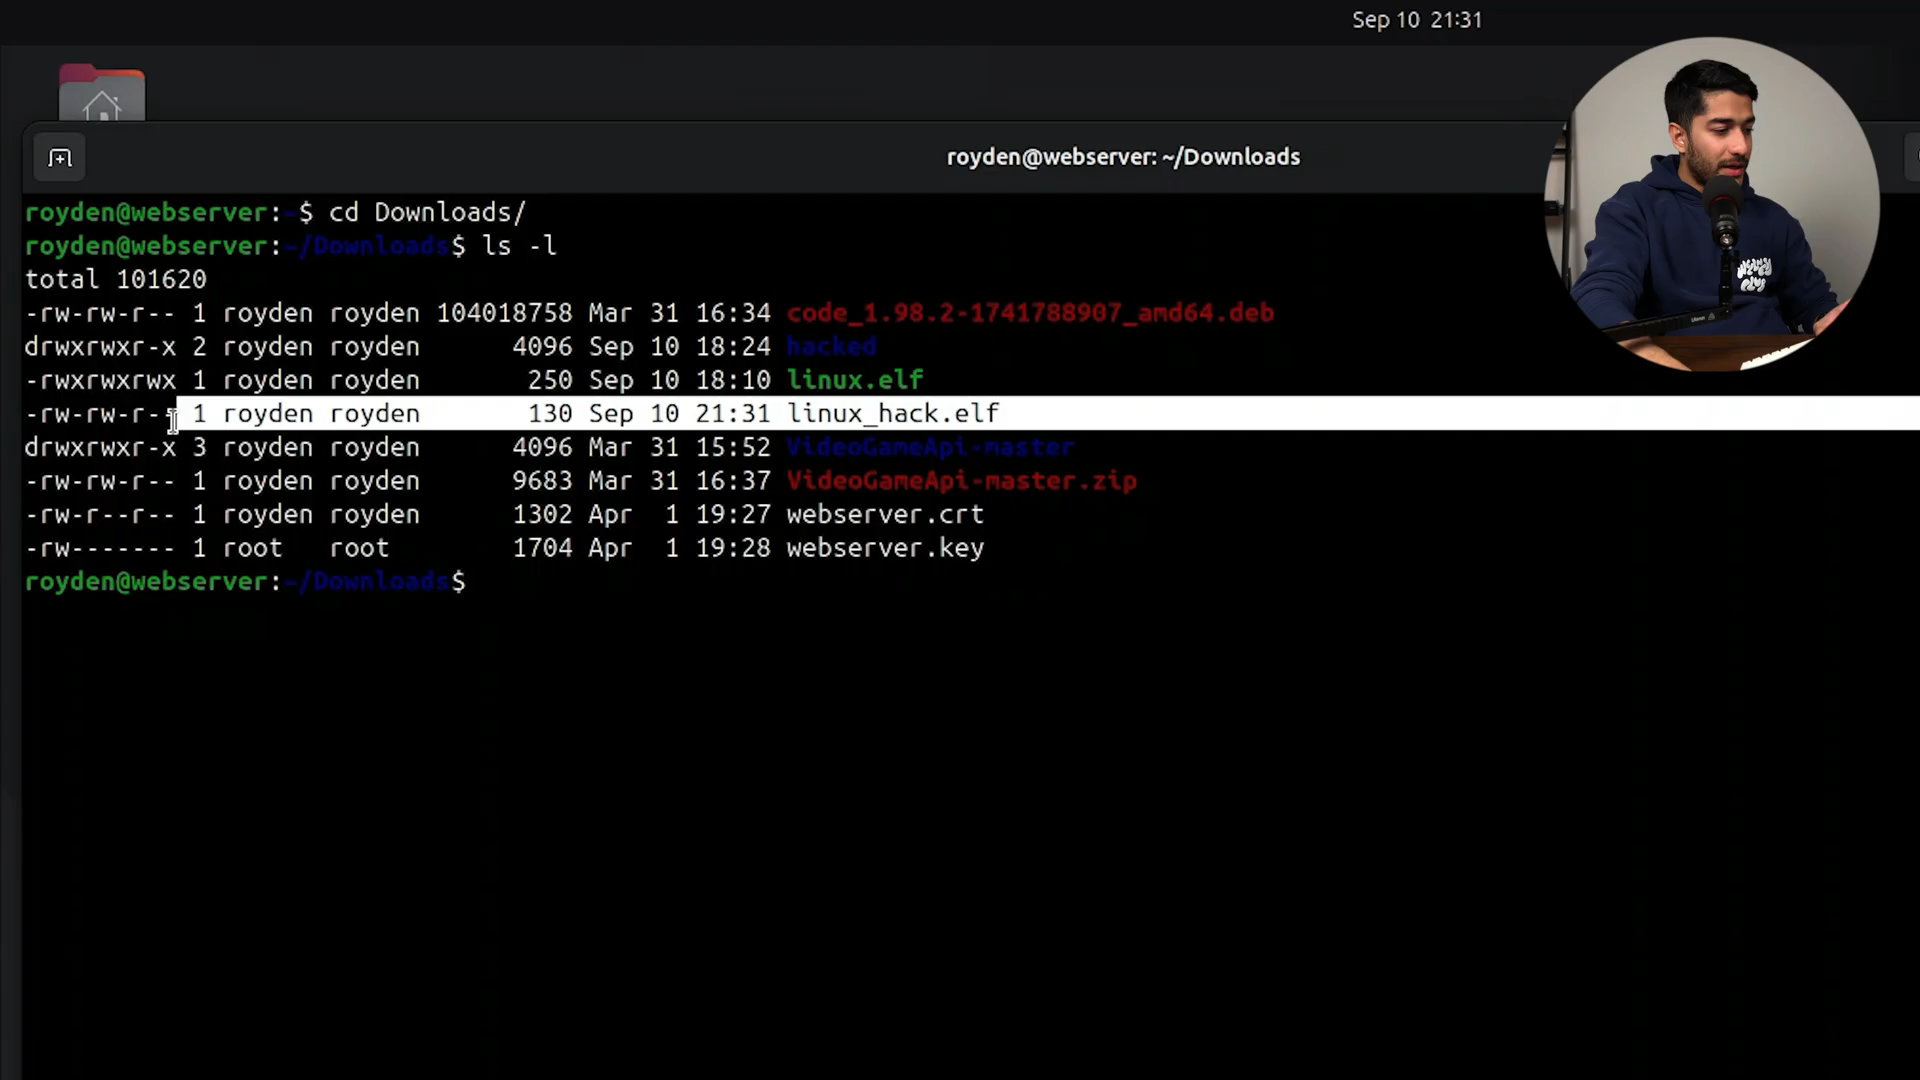 Sep 10 21:31
royden@webserver: ~/Downloads
royden@webserver:~$ cd Downloads/
royden@webserver:~/Downloads$ ls -l
total 101620
-rw-rw-r-- 1 royden royden 104018758 Mar 31 16:34 code_1.98.2-1741788907_amd64.deb
drwxrwxr-x 2 royden royden 4096 Sep 10 18:24 hacked
-rwxrwxrwx 1 royden royden 250 Sep 10 18:10 linux.elf
-rw-rw-r-- 1 royden royden 130 Sep 10 21:31 linux_hack.elf
drwxrwxr-x 3 royden royden 4096 Mar 31 15:52 VideoGameApi-master
-rw-rw-r-- 1 royden royden 9683 Mar 31 16:37 VideoGameApi-master.zip
-rw-r--r-- 1 royden royden 1302 Apr 1 19:27 webserver.crt
-rw------- 1 root root 1704 Apr 1 19:28 webserver.key
royden@webserver:~/Downloads$